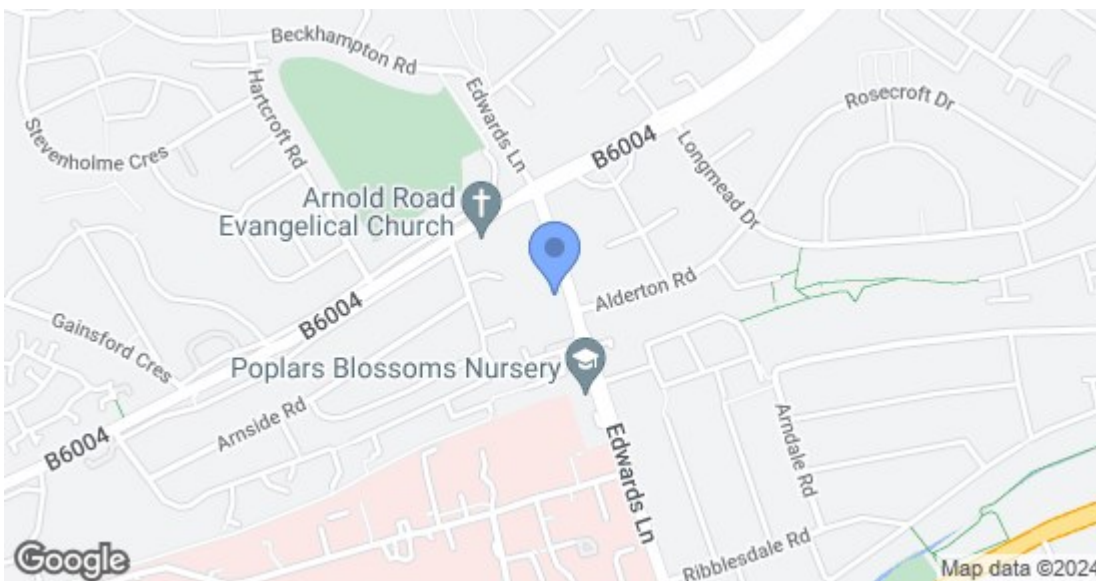 Beckhampton Rd
Edwards Ln
B6004
Rosecroft Dr
Hartcroft Rd
Longmead Dr
Stevenholme Cres
Arnold Road
Evangelical Church
Alderton Rd
B6004
Gainsford Cres
Poplars Blossoms Nursery
Arnside Rd
Arndale Rd
B6004
Edwards Ln
Ribblesdale Rd
Google
Map data ©2024